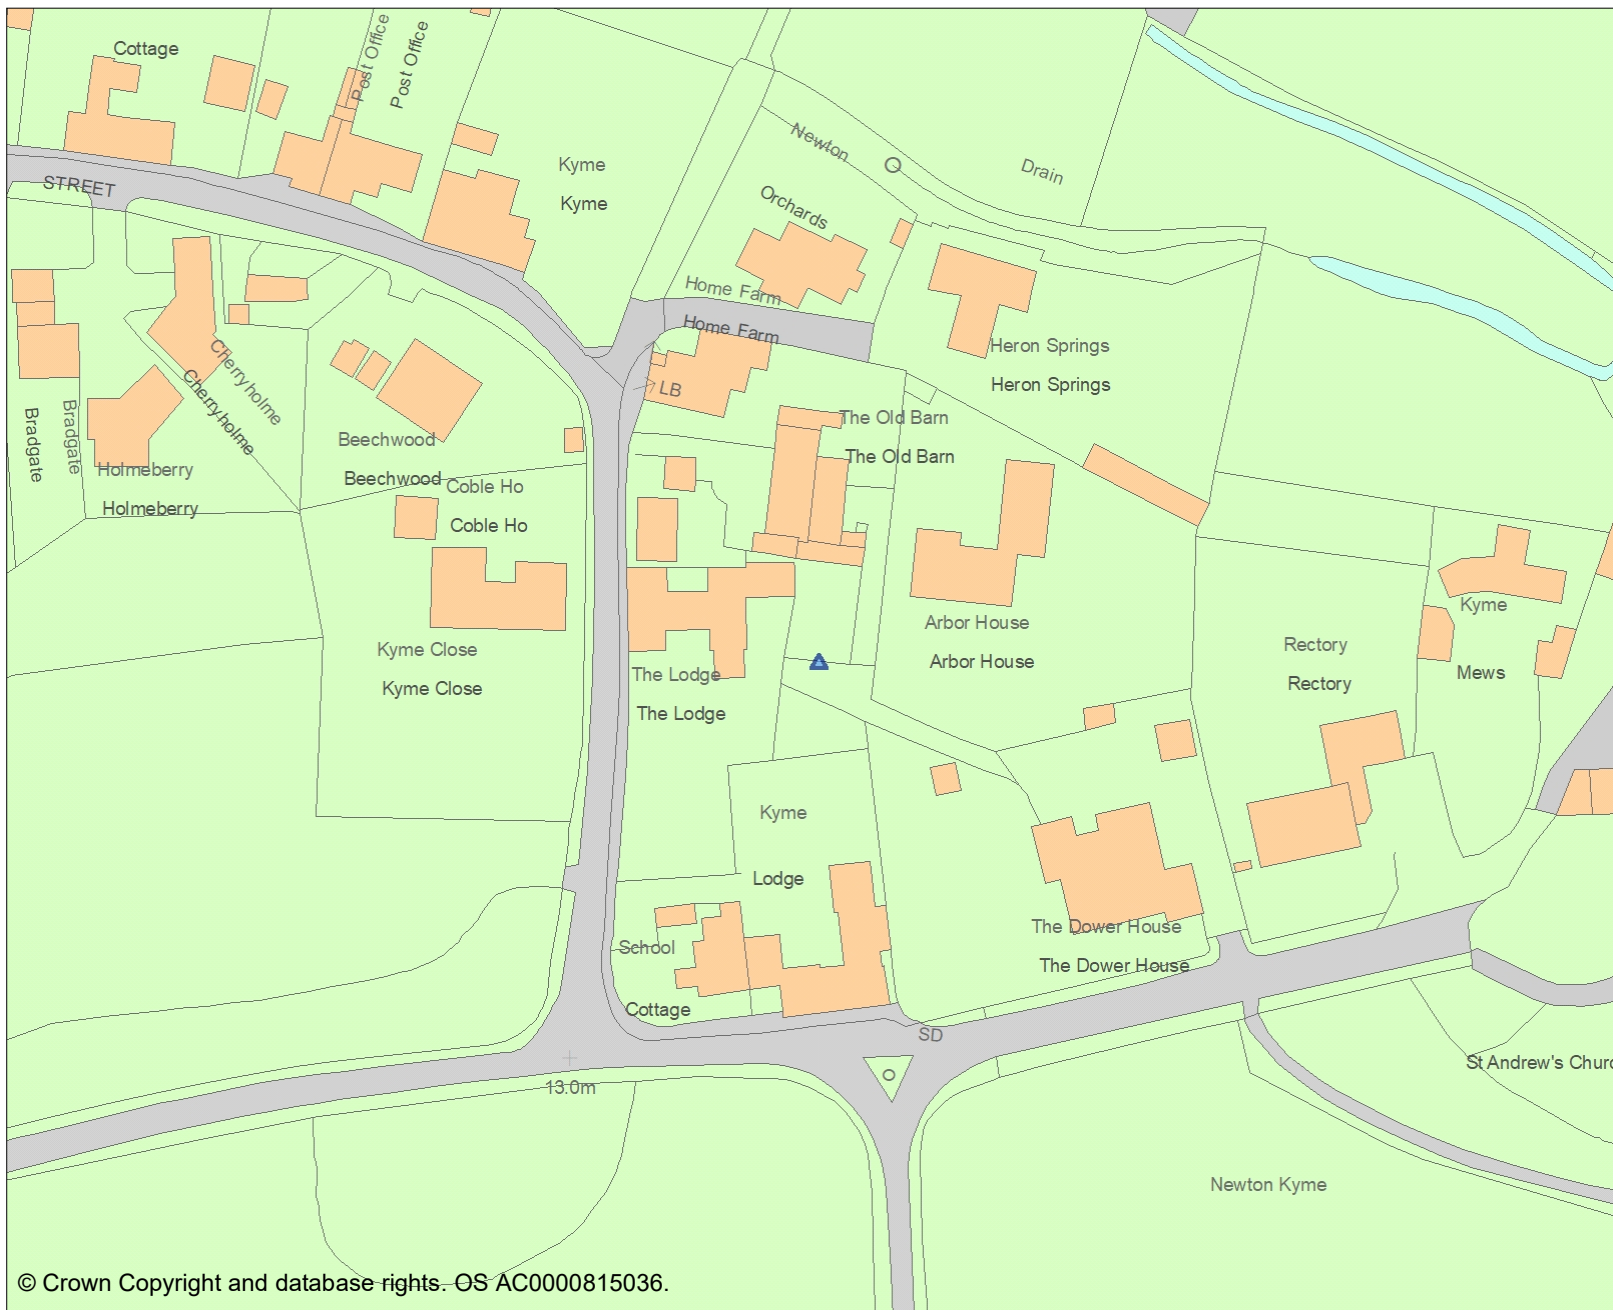 Cottage
Post Office
Post Office
STREET
Kyme
Kyme
Newton
Drain
Orchards
Home Farm
Home Farm
Heron Springs
Heron Springs
LB
Cherryholme
Cherryholme
Bradgate
Bradgate
Holmeberry
Holmeberry
Beechwood
Beechwood
Coble Ho
Coble Ho
The Old Barn
The Old Barn
Kyme Close
Kyme Close
The Lodge
The Lodge
Arbor House
Arbor House
Rectory
Rectory
Kyme
Mews
Kyme
Lodge
School
Cottage
The Dower House
The Dower House
SD
13.0m
St Andrew's Churc
Newton Kyme
© Crown Copyright and database rights. OS AC0000815036.